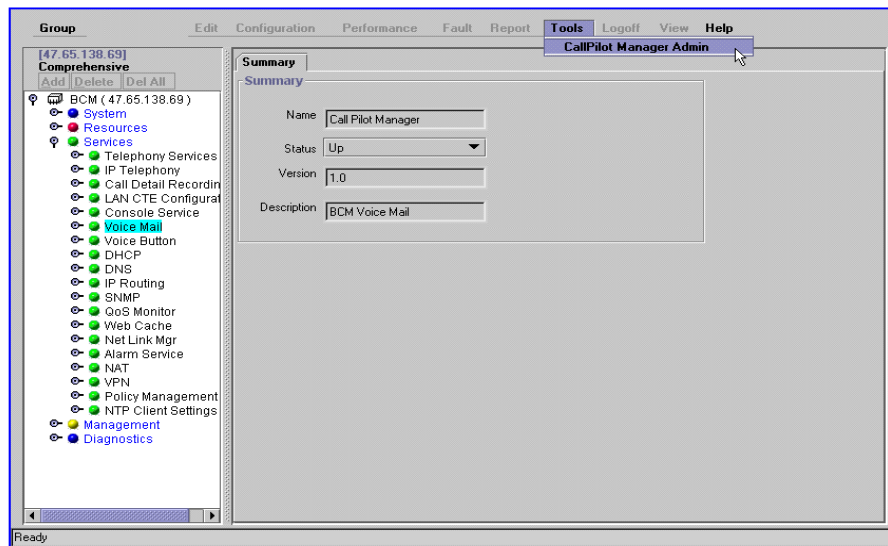 Group Edit Configuration Performance Fault Report Tools Logoff View Help
CallPilot Manager Admin
[47.65.138.69]
Comprehensive
Add Delete Del All
BCM ( 47.65.138.69 )
System
Resources
Services
Telephony Services
IP Telephony
Call Detail Recordin
LAN CTE Configurat
Console Service
Voice Mail
Voice Button
DHCP
DNS
IP Routing
SNMP
QoS Monitor
Web Cache
Net Link Mgr
Alarm Service
NAT
VPN
Policy Management
NTP Client Settings
Management
Diagnostics
Summary
Summary
Name Call Pilot Manager
Status Up
Version 1.0
Description BCM Voice Mail
Ready